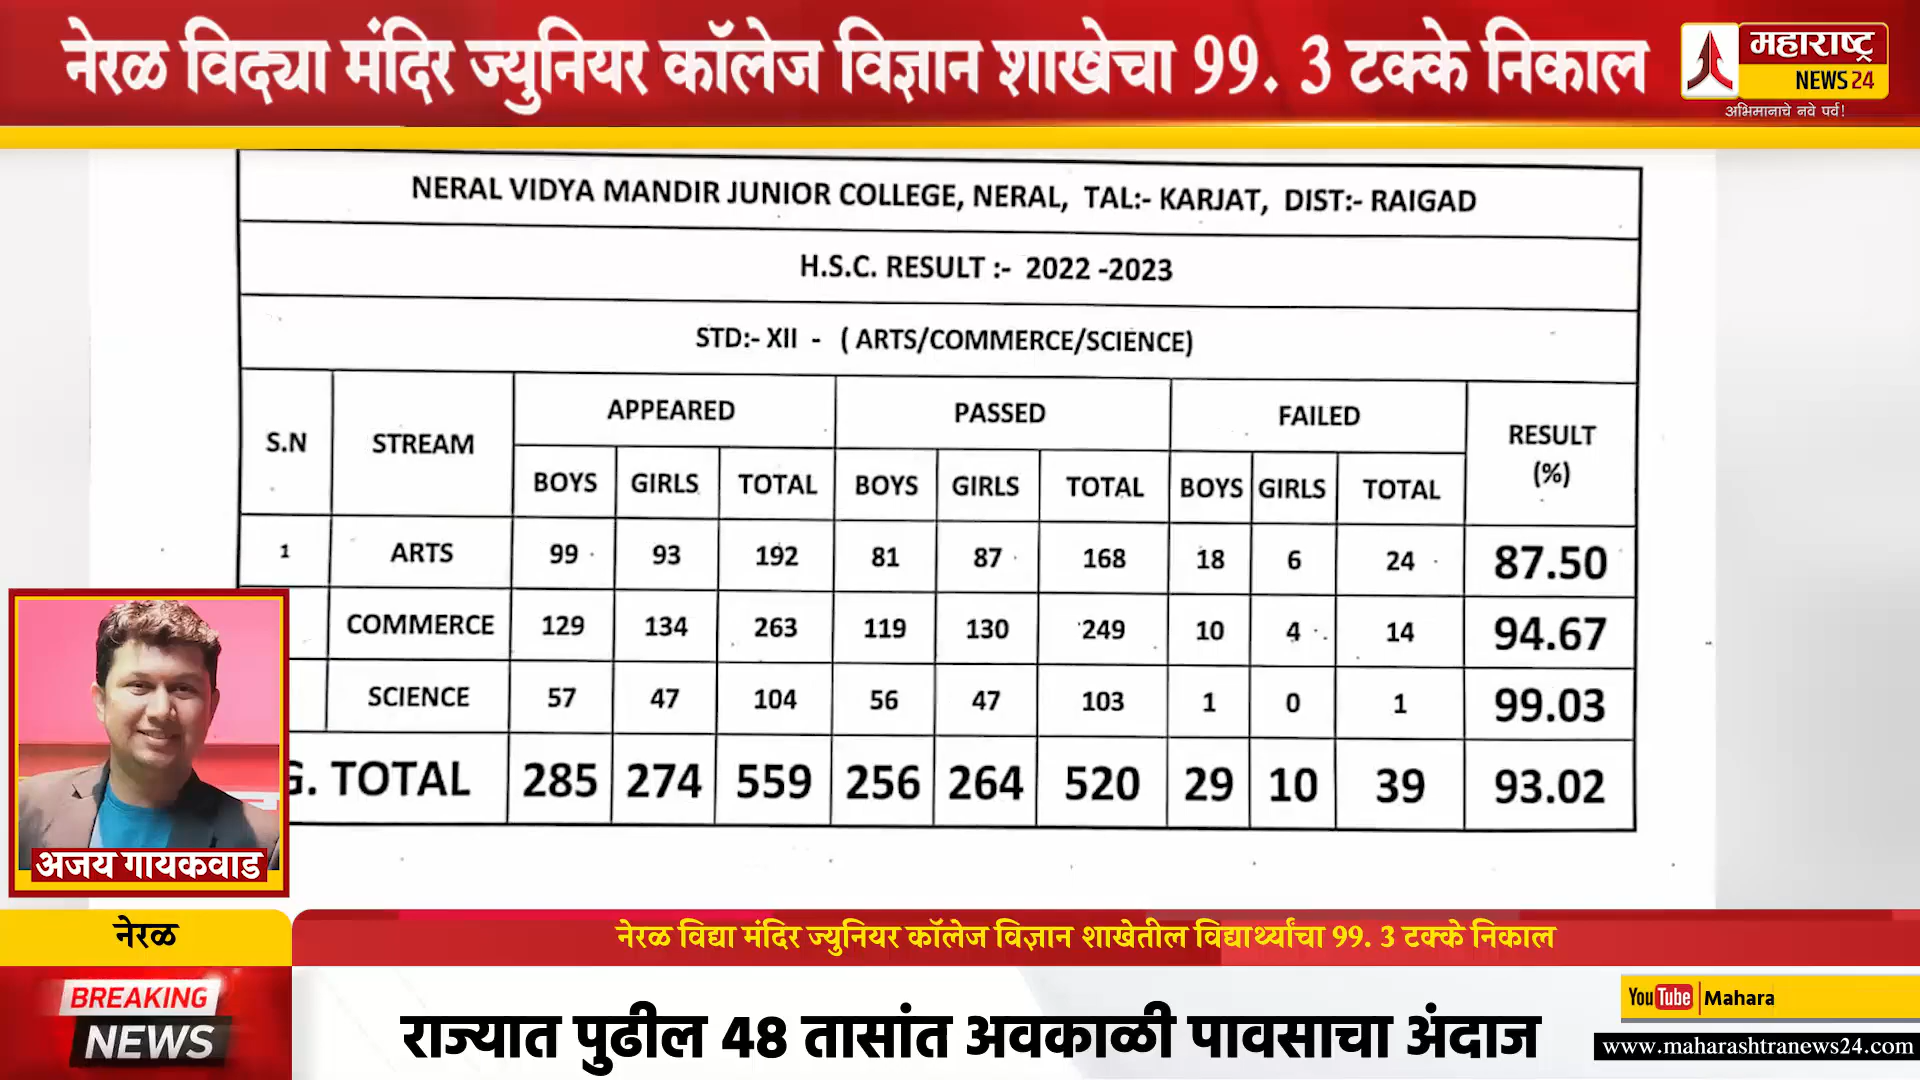 नेरळ विद्या मंदिर ज्युनियर कॉलेज विज्ञान शाखेचा 99. 3 टक्के निकाल
महाराष्ट्र
NEWS 24
अभिमानाचे नवे पर्व!
NERAL VIDYA MANDIR JUNIOR COLLEGE, NERAL, TAL:- KARJAT, DIST:- RAIGAD
H.S.C. RESULT :- 2022 -2023
STD:- XII - ( ARTS/COMMERCE/SCIENCE)
S.N STREAM APPEARED PASSED FAILED RESULT (%)
BOYS GIRLS TOTAL BOYS GIRLS TOTAL BOYS GIRLS TOTAL
1 ARTS 99 93 192 81 87 168 18 6 24 87.50
COMMERCE 129 134 263 119 130 249 10 4 14 94.67
SCIENCE 57 47 104 56 47 103 1 0 1 99.03
G. TOTAL 285 274 559 256 264 520 29 10 39 93.02
अजय गायकवाड
नेरळ
नेरळ विद्या मंदिर ज्युनियर कॉलेज विज्ञान शाखेतील विद्यार्थ्यांचा 99. 3 टक्के निकाल
BREAKING
NEWS
राज्यात पुढील 48 तासांत अवकाळी पावसाचा अंदाज
YouTube Mahara
www.maharashtranews24.com